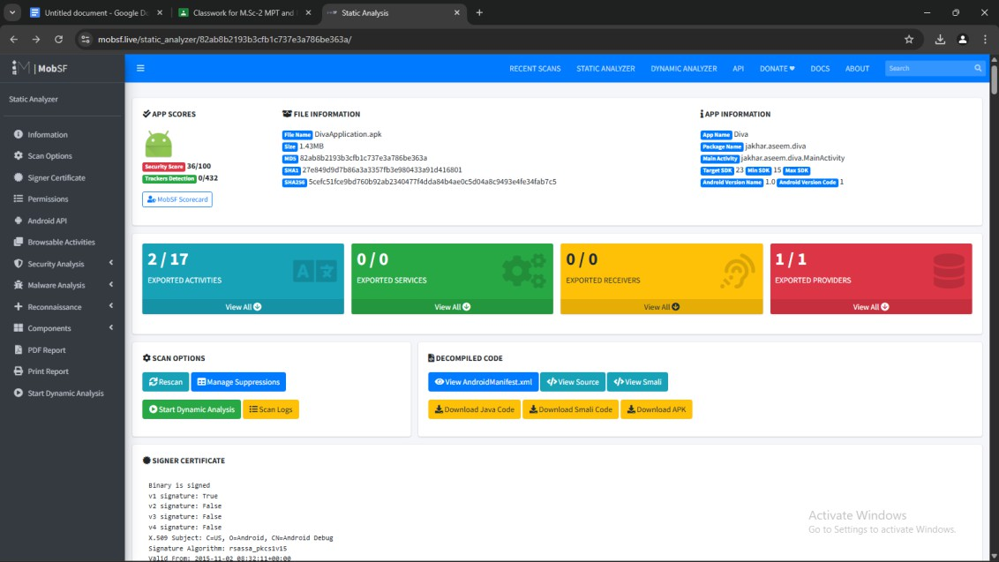 Untitled document - Google Do
Classwork for M.Sc-2 MPT and
Static Analysis
mobsf.live/static_analyzer/82ab8b2193b3cfb1c737e3a786be363a/
MobSF
RECENT SCANS STATIC ANALYZER DYNAMIC ANALYZER API DONATE ♥ DOCS ABOUT Search
Static Analyzer
Information
Scan Options
Signer Certificate
Permissions
Android API
Browsable Activities
Security Analysis
Malware Analysis
Reconnaissance
Components
PDF Report
Print Report
Start Dynamic Analysis
APP SCORES
Security Score 36/100
Trackers Detection 0/432
MobSF Scorecard
FILE INFORMATION
File Name DivaApplication.apk
Size 1.43MB
MD5 82ab8b2193b3cfb1c737e3a786be363a
SHA1 27e849d9d7b86a3a3357fb3e980433a91d416801
SHA256 5cefc51fce9bd760b92ab2340477f4dda84b4ae0c5d04a8c9493e4fe34fab7c5
APP INFORMATION
App Name Diva
Package Name jakhar.aseem.diva
Main Activity jakhar.aseem.diva.MainActivity
Target SDK 23 Min SDK 15 Max SDK
Android Version Name 1.0 Android Version Code 1
2 / 17
EXPORTED ACTIVITIES
View All
0 / 0
EXPORTED SERVICES
View All
0 / 0
EXPORTED RECEIVERS
View All
1 / 1
EXPORTED PROVIDERS
View All
SCAN OPTIONS
Rescan Manage Suppressions
Start Dynamic Analysis Scan Logs
DECOMPILED CODE
View AndroidManifest.xml View Source View Smali
Download Java Code Download Smali Code Download APK
SIGNER CERTIFICATE
Binary is signed
v1 signature: True
v2 signature: False
v3 signature: False
v4 signature: False
X.509 Subject: C=US, O=Android, CN=Android Debug
Signature Algorithm: rsassa_pkcs1v15
Valid From: 2015-11-02 08:32:11+00:00
Activate Windows
Go to Settings to activate Windows.